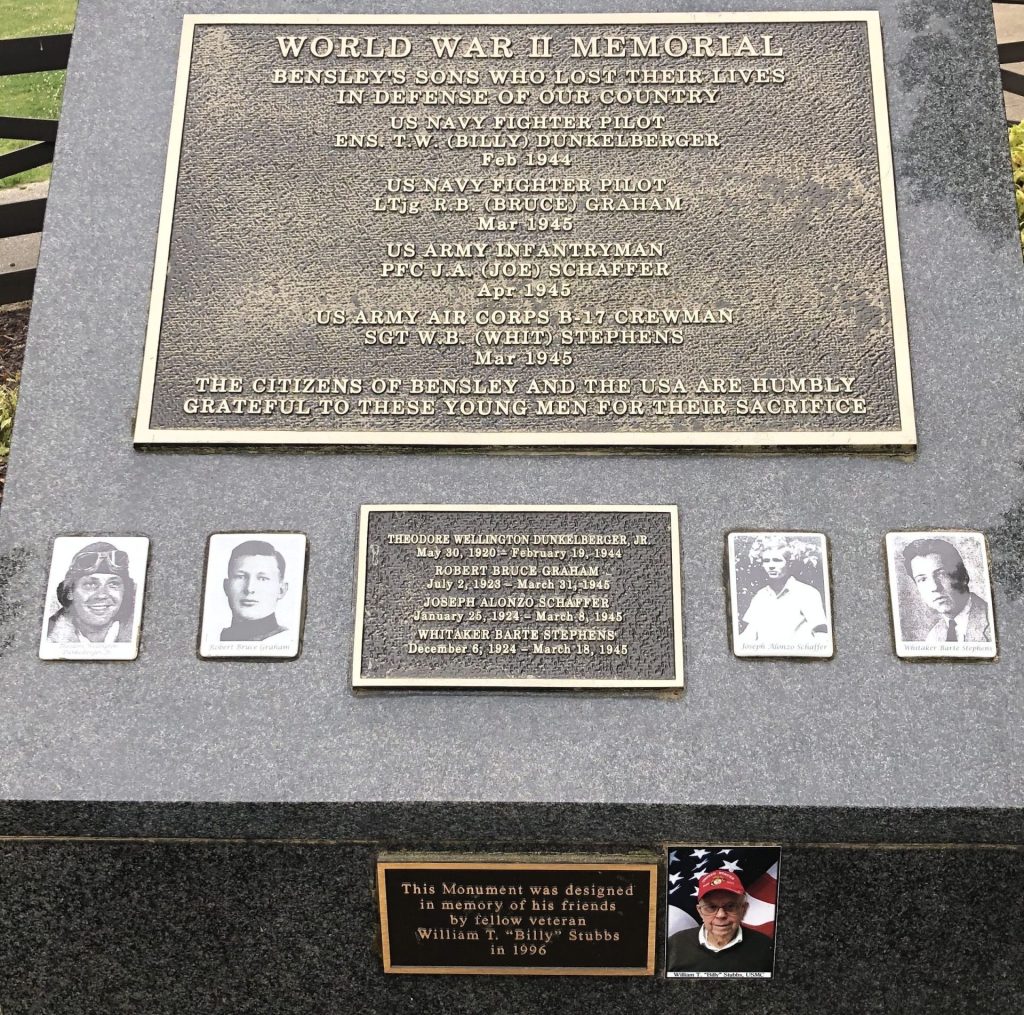 WORLD WAR II MEMORIAL
BENSLEY'S SONS WHO LOST THEIR LIVES
IN DEFENSE OF OUR COUNTRY
US NAVY FIGHTER PILOT
ENS. T.W. (BILLY) DUNKELBERGER
Feb 1944
US NAVY FIGHTER PILOT
LTjg R.B. (BRUCE) GRAHAM
Mar 1945
US ARMY INFANTRYMAN
PFC J.A. (JOE) SCHAFFER
Apr 1945
US ARMY AIR CORPS B-17 CREWMAN
SGT W.B. (WHIT) STEPHENS
Mar 1945
THE CITIZENS OF BENSLEY AND THE USA ARE HUMBLY
GRATEFUL TO THESE YOUNG MEN FOR THEIR SACRIFICE
Dunkelberger Jr.
Robert Bruce Graham
THEODORE WELLINGTON DUNKELBERGER, JR.
May 30, 1920 – February 19, 1944
ROBERT BRUCE GRAHAM
July 2, 1923 – March 31, 1945
JOSEPH ALONZO SCHAFFER
January 25, 1924 – March 8, 1945
WHITAKER BARTE STEPHENS
December 6, 1924 – March 18, 1945
Joseph Alonzo Schaffer
Whitaker Barte Stephens
This Monument was designed
in memory of his friends
by fellow veteran
William T. “Billy” Stubbs
in 1996
William T. "Billy" Stubbs, USMC